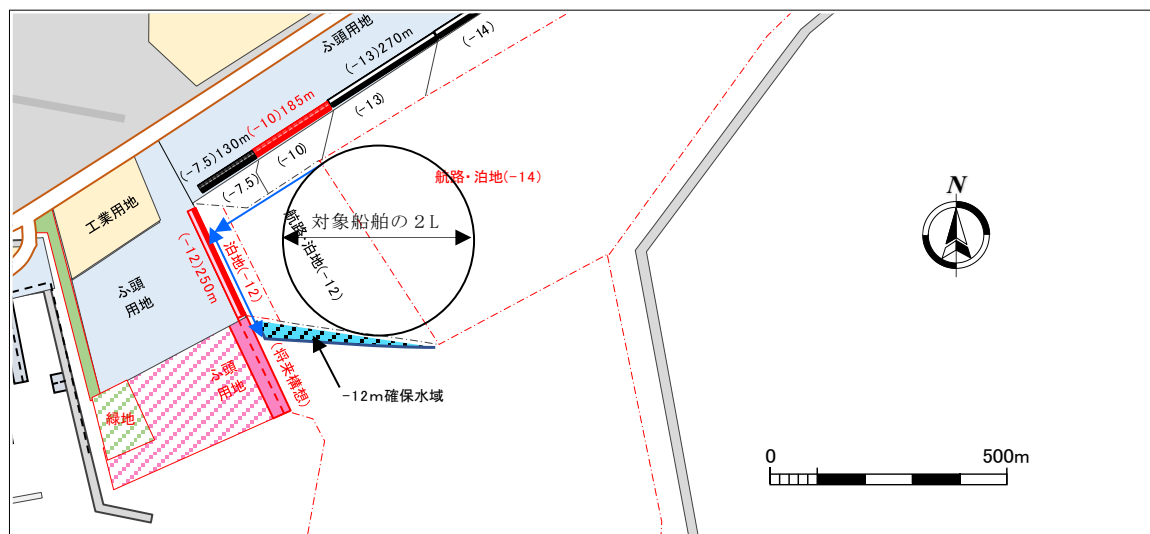 ふ頭用地
(-14)
(-13)270m
(-13)
(-10)185m
(-10)
(-7.5)130m
(-7.5)
航路・泊地(-14)
対象船舶の２L
航路・泊地(-12)
泊地(-12)
(-12)250m
工業用地
ふ頭
用地
(将来構想)
ふ頭
用地
緑地
-12m確保水域
N
0
500m